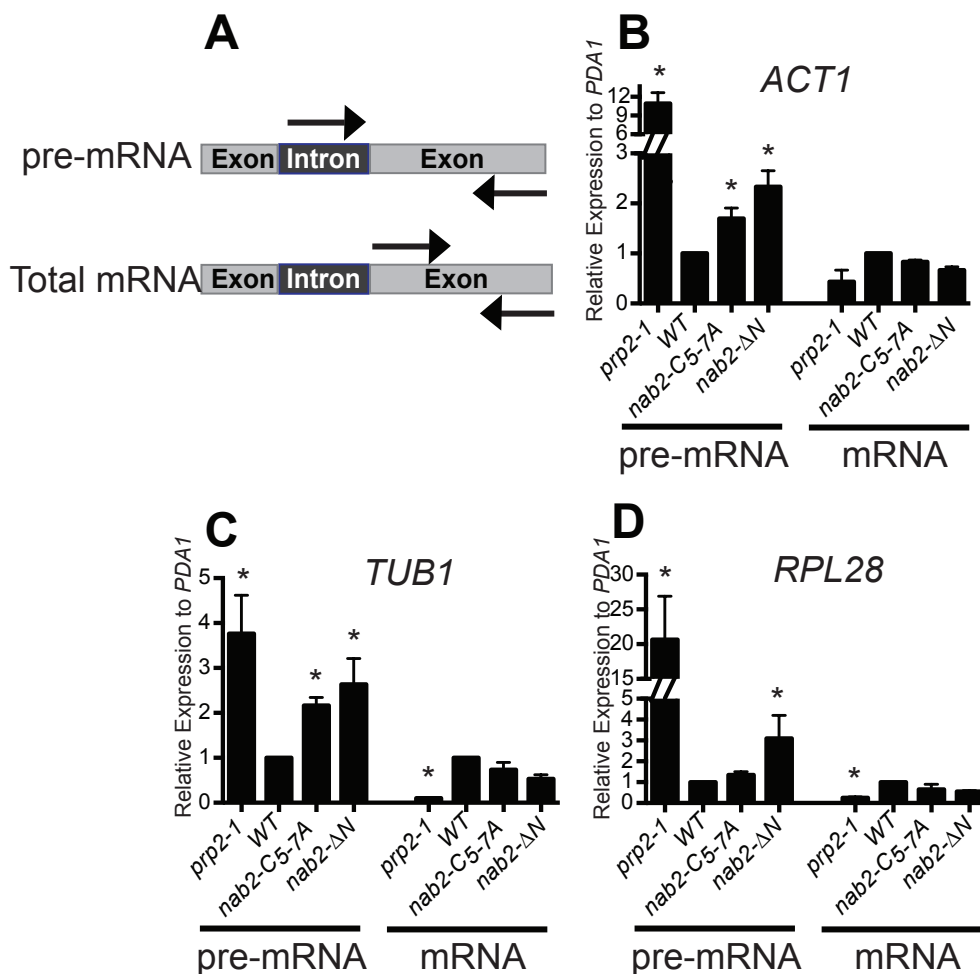 A
pre-mRNA
Exon Intron Exon
Total mRNA
Exon Intron Exon
B
ACT1
Relative Expression to PDA1
12
9
6
3
2
1
0
*
*
*
prp2-1
WT
nab2-C5-7A
nab2-ΔN
prp2-1
WT
nab2-C5-7A
nab2-ΔN
pre-mRNA
mRNA
C
TUB1
Relative Expression to PDA1
5
4
3
2
1
0
*
*
*
*
prp2-1
WT
nab2-C5-7A
nab2-ΔN
prp2-1
WT
nab2-C5-7A
nab2-ΔN
pre-mRNA
mRNA
D
RPL28
Relative Expression to PDA1
30
25
20
15
5
4
3
2
1
0
*
*
*
prp2-1
WT
nab2-C5-7A
nab2-ΔN
prp2-1
WT
nab2-C5-7A
nab2-ΔN
pre-mRNA
mRNA